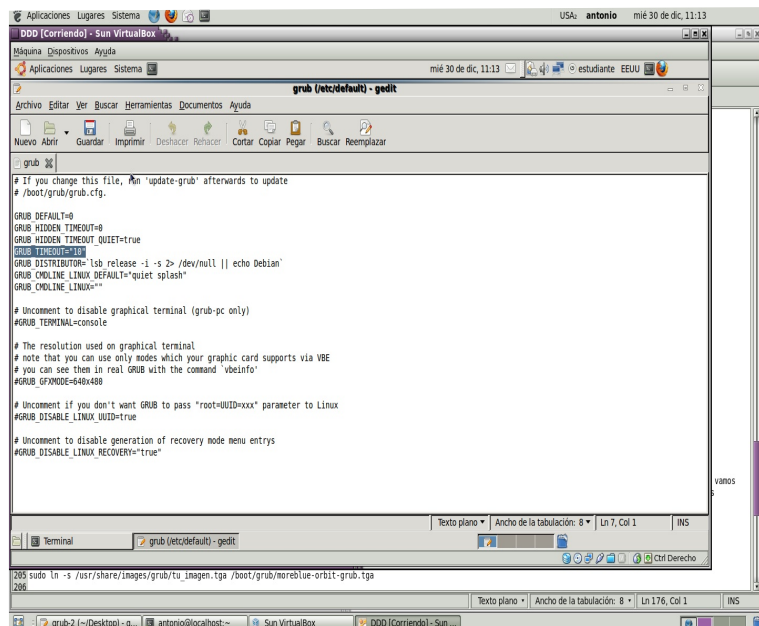 Aplicaciones Lugares Sistema
USA: antonio mié 30 de dic, 11:13
DDD [Corriendo] - Sun VirtualBox
Máquina Dispositivos Ayuda
Aplicaciones Lugares Sistema
mié 30 de dic, 11:13
estudiante EEUU
grub (/etc/default) - gedit
Archivo Editar Ver Buscar Herramientas Documentos Ayuda
Nuevo Abrir Guardar Imprimir Deshacer Rehacer Cortar Copiar Pegar Buscar Reemplazar
grub
# If you change this file, run 'update-grub' afterwards to update
# /boot/grub/grub.cfg.
GRUB_DEFAULT=0
GRUB_HIDDEN_TIMEOUT=0
GRUB_HIDDEN_TIMEOUT_QUIET=true
GRUB_TIMEOUT="10"
GRUB_DISTRIBUTOR=`lsb_release -i -s 2> /dev/null || echo Debian`
GRUB_CMDLINE_LINUX_DEFAULT="quiet splash"
GRUB_CMDLINE_LINUX=""
# Uncomment to disable graphical terminal (grub-pc only)
#GRUB_TERMINAL=console
# The resolution used on graphical terminal
# note that you can use only modes which your graphic card supports via VBE
# you can see them in real GRUB with the command `vbeinfo'
#GRUB_GFXMODE=640x480
# Uncomment if you don't want GRUB to pass "root=UUID=xxx" parameter to Linux
#GRUB_DISABLE_LINUX_UUID=true
# Uncomment to disable generation of recovery mode menu entrys
#GRUB_DISABLE_LINUX_RECOVERY="true"
vamos
Texto plano Ancho de la tabulación: 8 Ln 7, Col 1 INS
Terminal
grub (/etc/default) - gedit
Ctrl Derecho
205 sudo ln -s /usr/share/images/grub/tu_imagen.tga /boot/grub/moreblue-orbit-grub.tga
206
Texto plano Ancho de la tabulación: 8 Ln 176, Col 1 INS
grub-2 (~/Desktop) - g...
antonio@localhost:~
Sun VirtualBox
DDD [Corriendo] - Sun ...